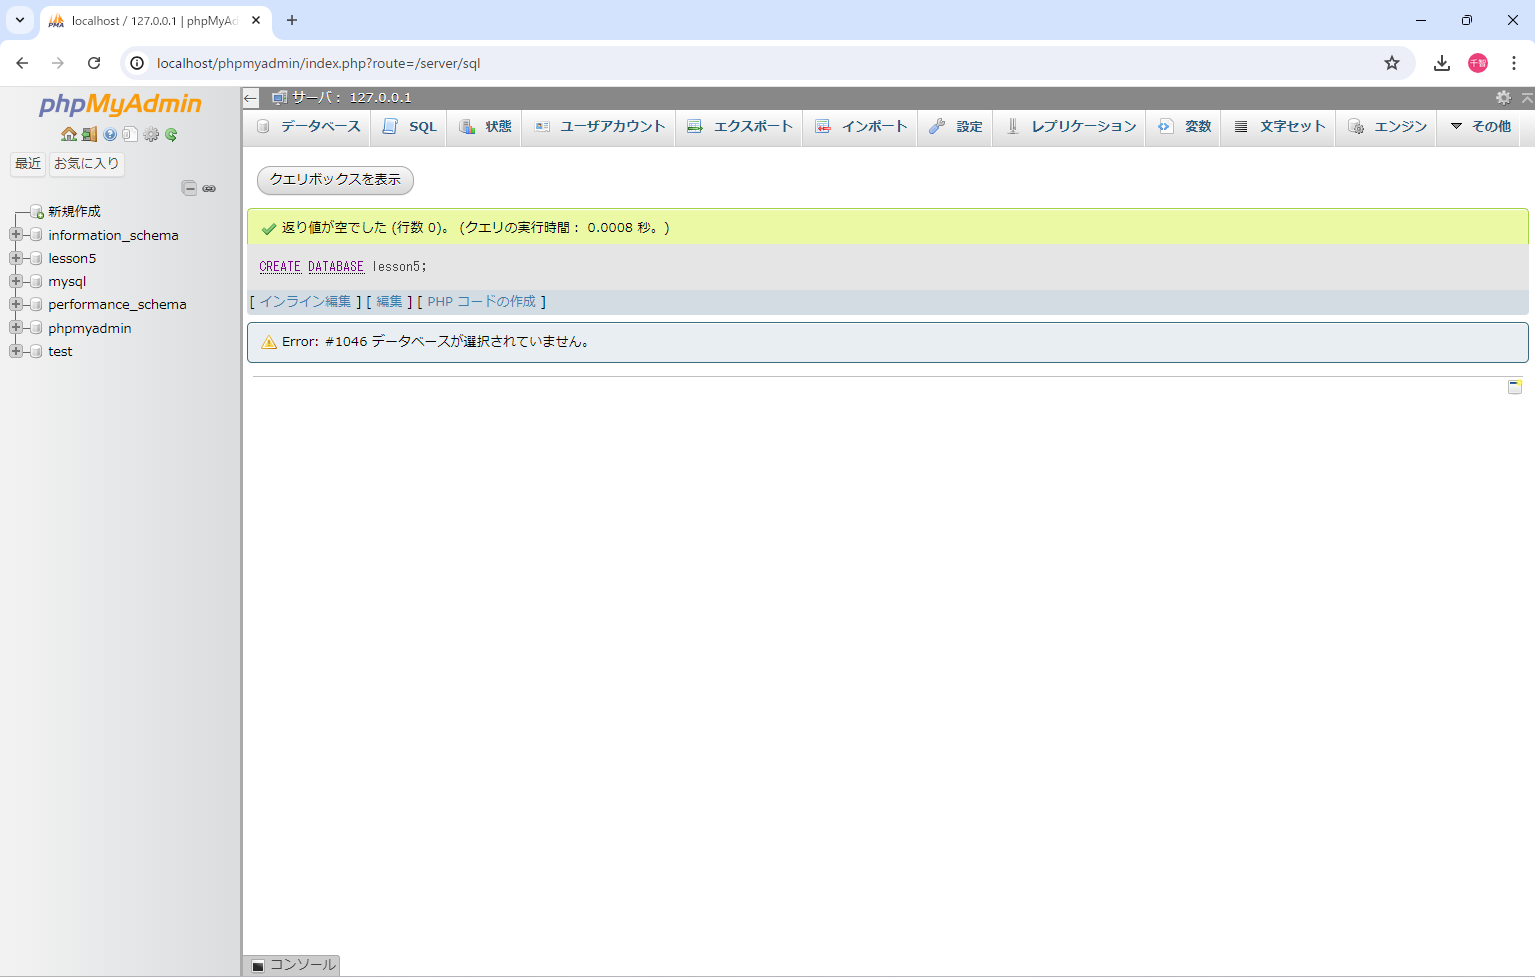 localhost / 127.0.0.1 | phpMyAd
localhost/phpmyadmin/index.php?route=/server/sql
千智
phpMyAdmin
最近 お気に入り
新規作成
information_schema
lesson5
mysql
performance_schema
phpmyadmin
test
サーバ： 127.0.0.1
データベース SQL 状態 ユーザアカウント エクスポート インポート 設定 レプリケーション 変数 文字セット エンジン その他
クエリボックスを表示
返り値が空でした (行数 0)。 (クエリの実行時間： 0.0008 秒。)
CREATE DATABASE lesson5;
[ インライン編集 ] [ 編集 ] [ PHP コードの作成 ]
Error: #1046 データベースが選択されていません。
コンソール